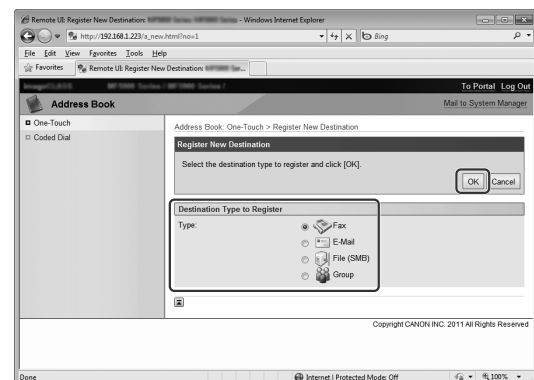 Remote UI: Register New Destination: - Windows Internet Explorer
http://192.168.1.223/a_new.html?no=1
Bing
File Edit View Favorites Tools Help
Favorites Remote UI: Register New Destination:
To Portal Log Out
Address Book
Mail to System Manager
One-Touch
Coded Dial
Address Book: One-Touch > Register New Destination
Register New Destination
Select the destination type to register and click [OK].
OK Cancel
Destination Type to Register
Type:
Fax
E-Mail
File (SMB)
Group
Copyright CANON INC. 2011 All Rights Reserved
Done Internet | Protected Mode: Off 100%